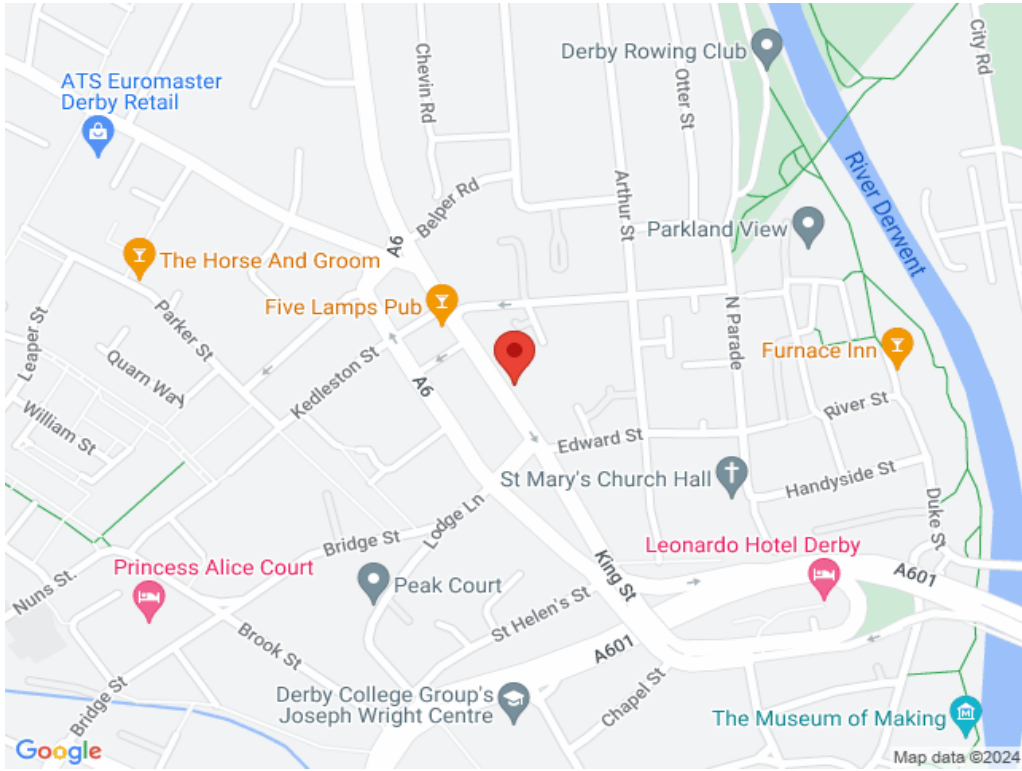 City Rd
Derby Rowing Club
Chevin Rd
Otter St
ATS Euromaster
Derby Retail
River Derwent
Arthur St
Belper Rd
Parkland View
A6
The Horse And Groom
Five Lamps Pub
N Parade
Leaper St
Parker St
Furnace Inn
Quarn Way
Kedleston St
A6
River St
William St
Edward St
St Mary's Church Hall
Handyside St
Duke St
Lodge Ln
Bridge St
Leonardo Hotel Derby
King St
A601
Princess Alice Court
Nuns St.
Peak Court
St Helen's St
Brook St
A601
Chapel St
Bridge St
Derby College Group's
Joseph Wright Centre
The Museum of Making
Google
Map data ©2024